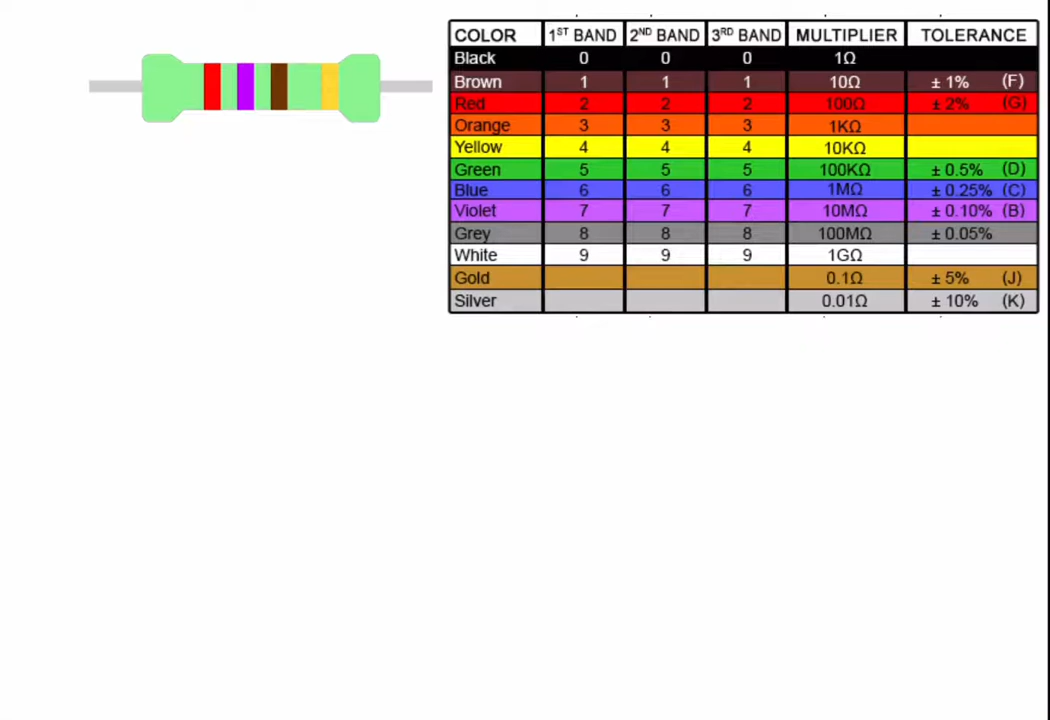 COLOR 1ST BAND 2ND BAND 3RD BAND MULTIPLIER TOLERANCE
Black 0 0 0 1Ω
Brown 1 1 1 10Ω ± 1% (F)
Red 2 2 2 100Ω ± 2% (G)
Orange 3 3 3 1KΩ
Yellow 4 4 4 10KΩ
Green 5 5 5 100KΩ ± 0.5% (D)
Blue 6 6 6 1MΩ ± 0.25% (C)
Violet 7 7 7 10MΩ ± 0.10% (B)
Grey 8 8 8 100MΩ ± 0.05%
White 9 9 9 1GΩ
Gold 0.1Ω ± 5% (J)
Silver 0.01Ω ± 10% (K)